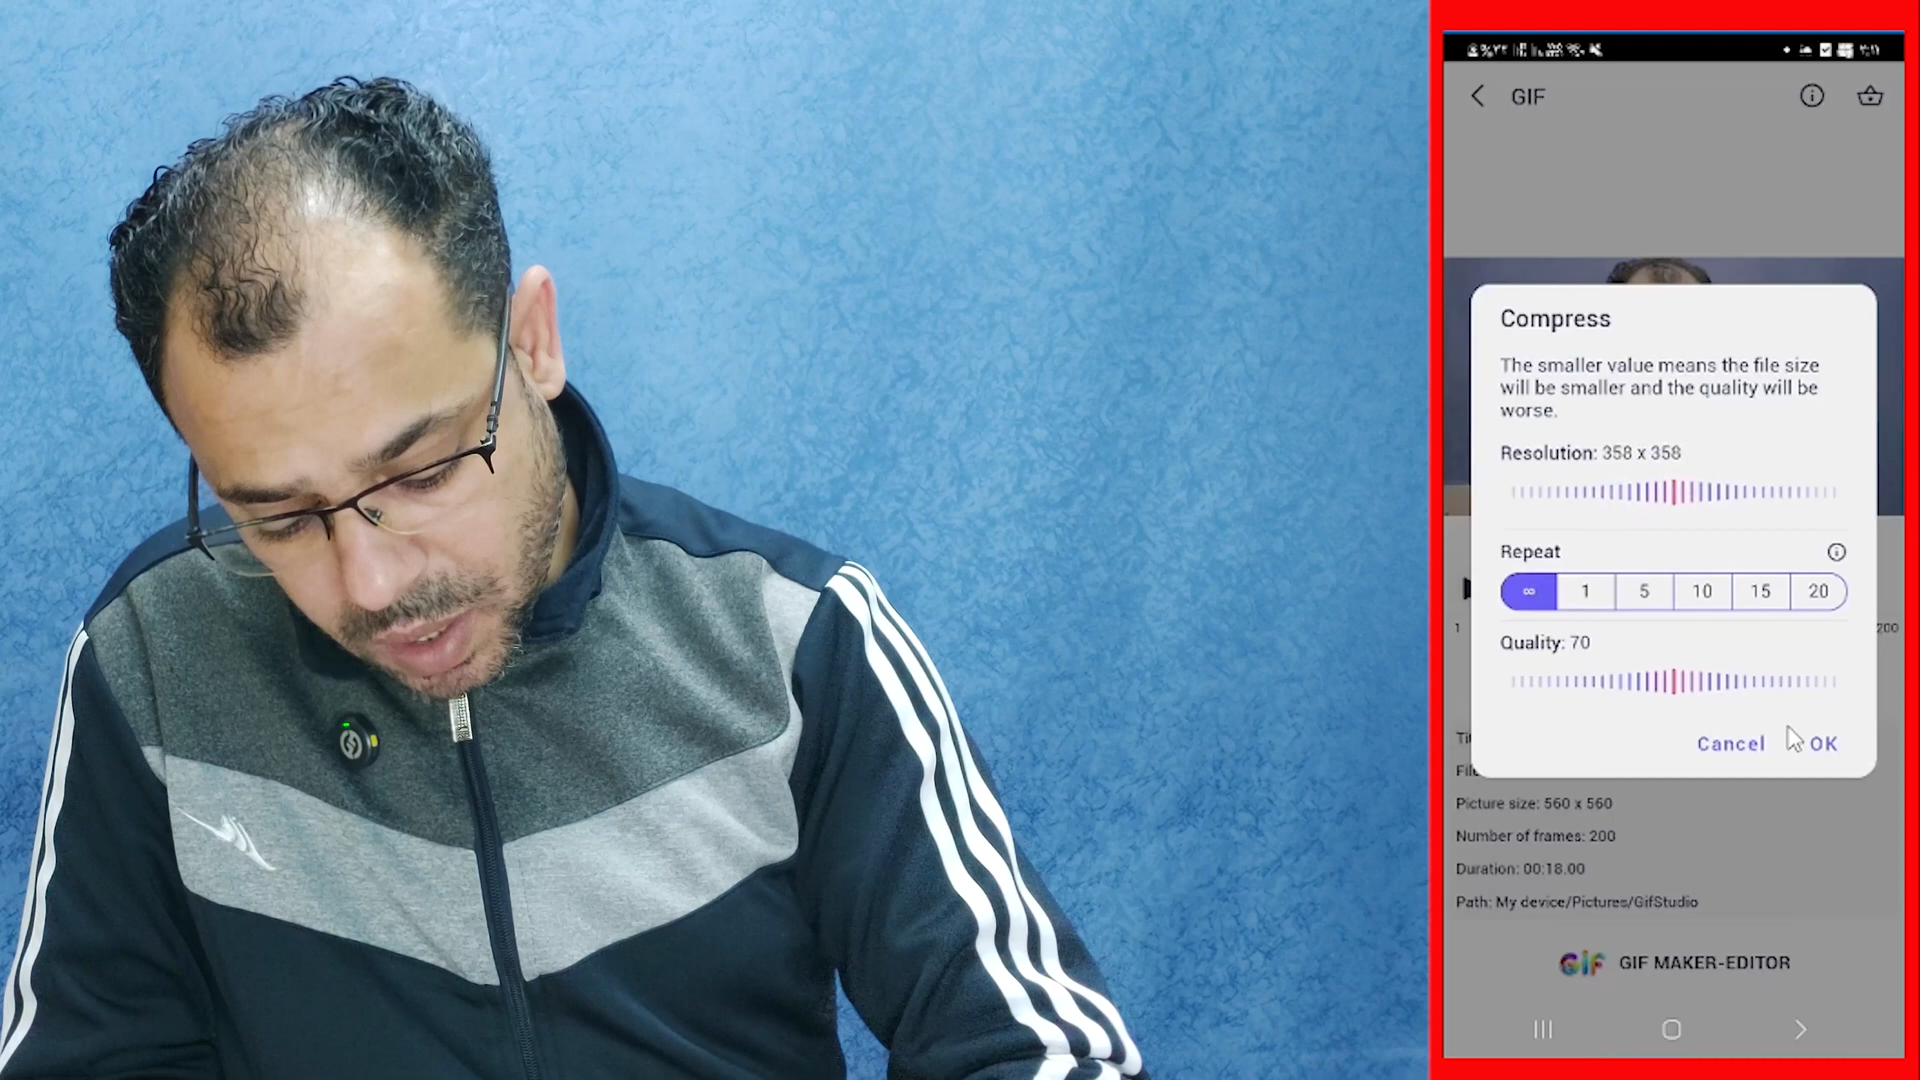 GIF
Compress
The smaller value means the file size
will be smaller and the quality will be
worse.
Resolution: 358 x 358
Repeat
∞ 1 5 10 15 20
1
200
Quality: 70
Cancel OK
Picture size: 560 x 560
Number of frames: 200
Duration: 00:18.00
Path: My device/Pictures/GifStudio
GIF GIF MAKER-EDITOR